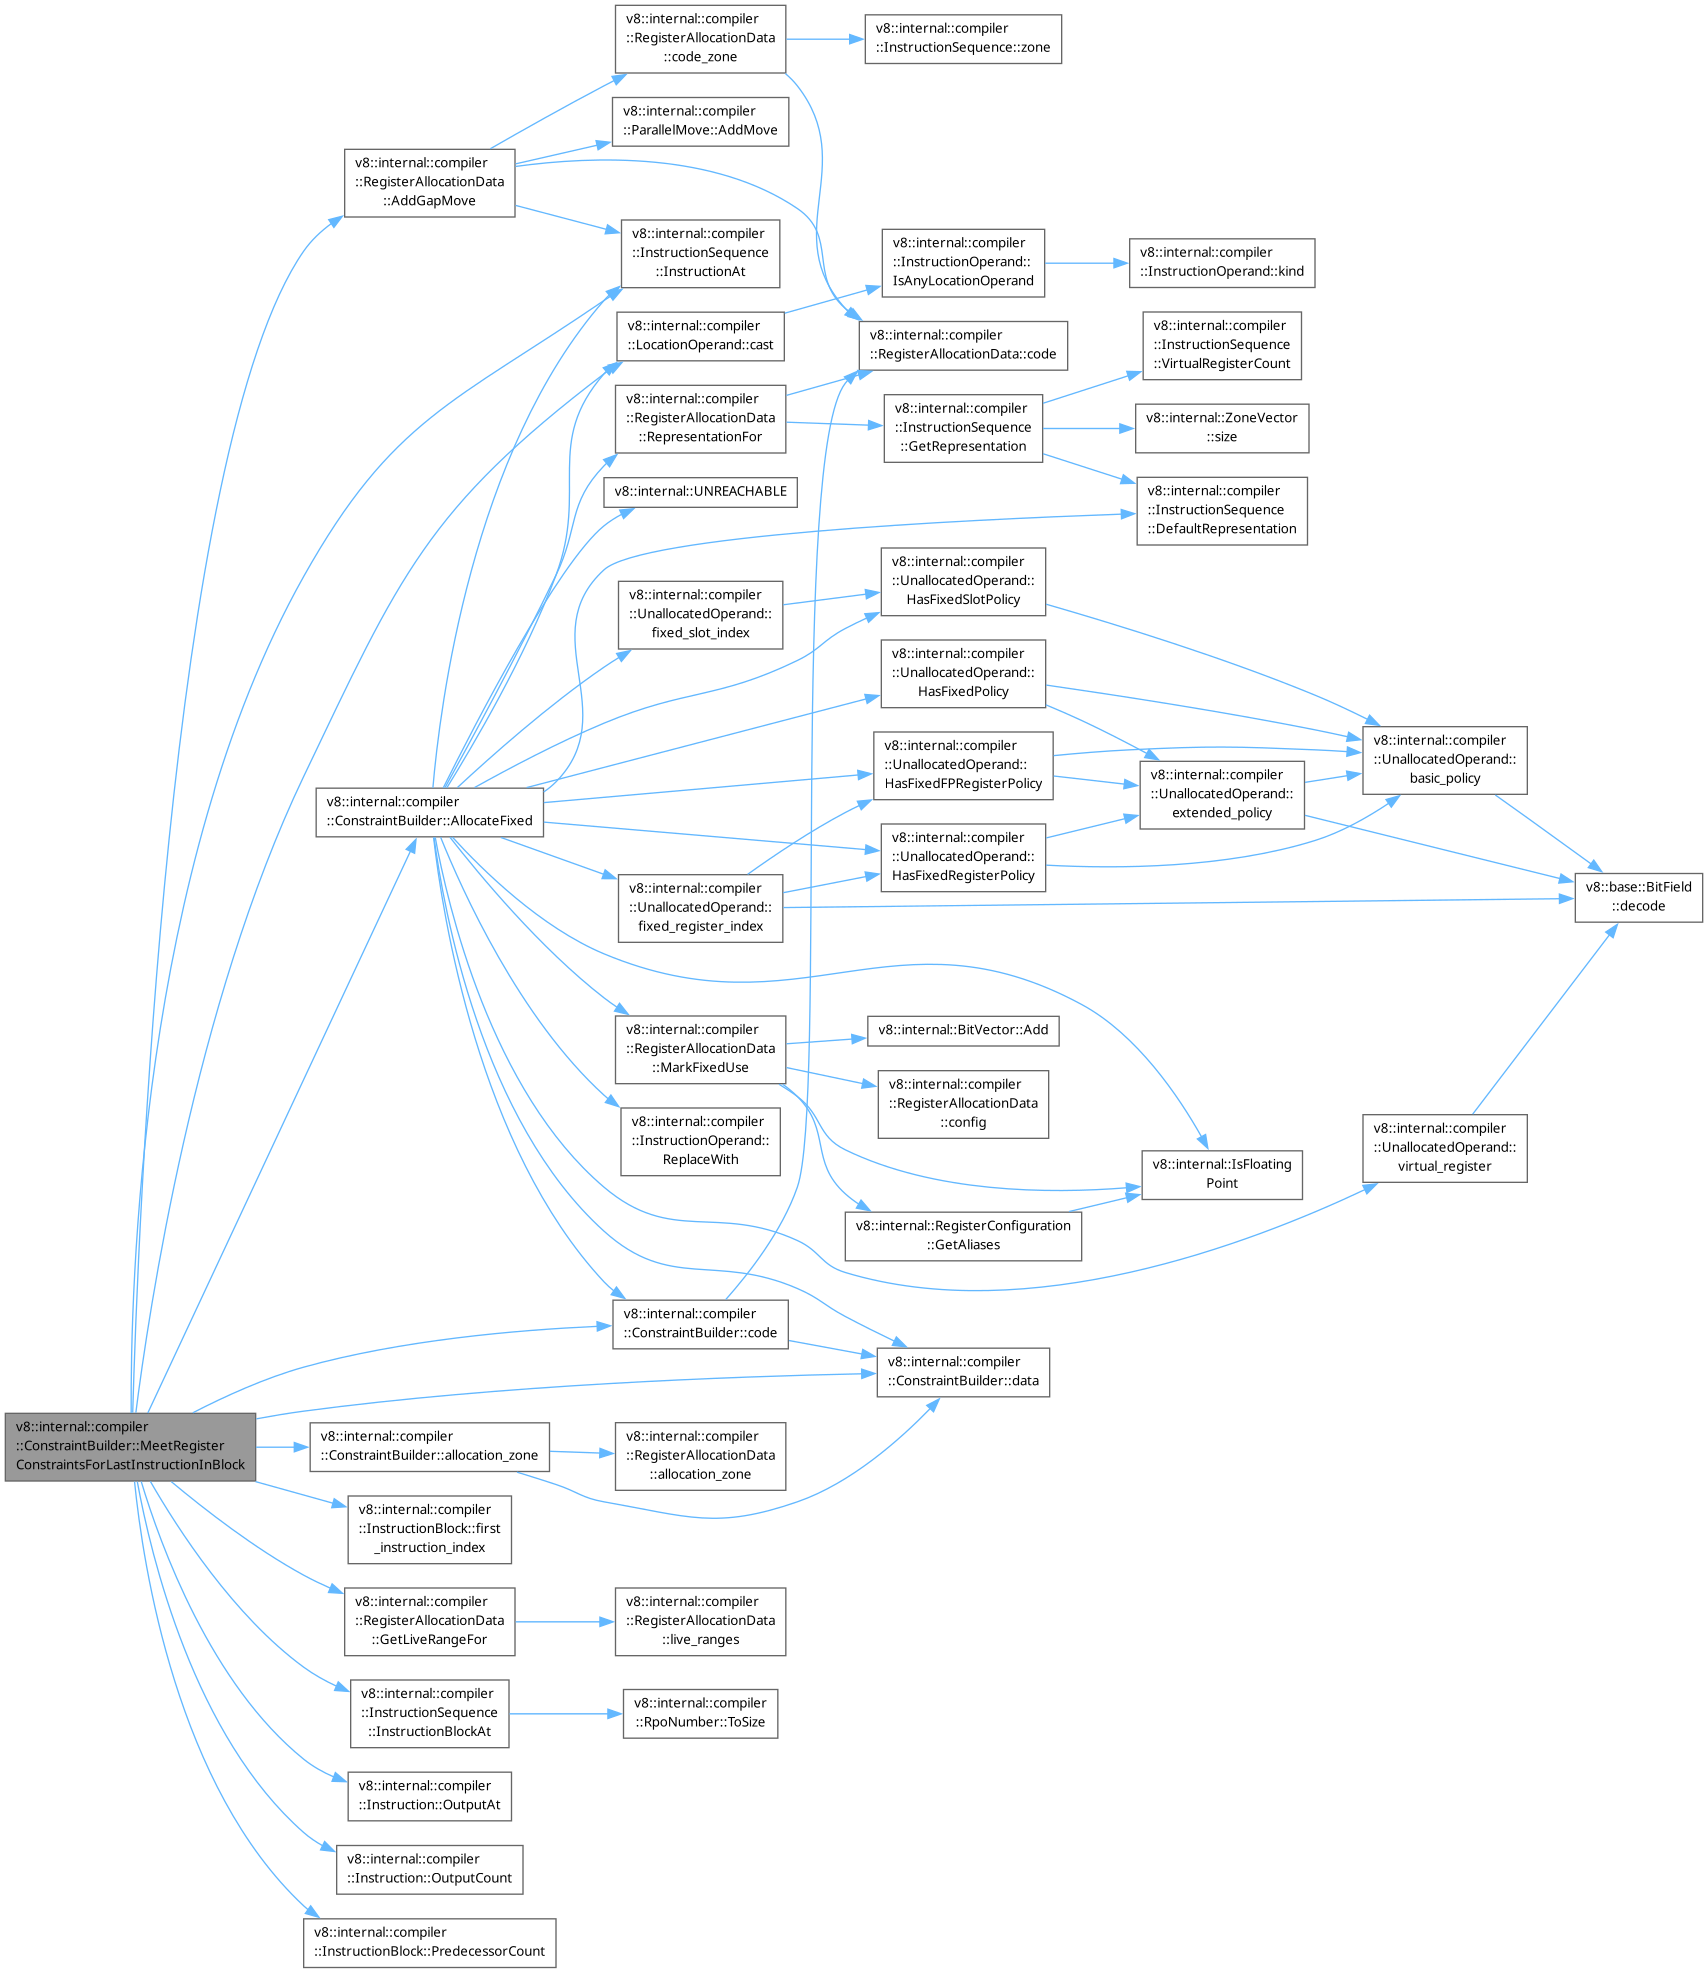 v8::internal::compiler
::RegisterAllocationData
::code_zone
v8::internal::compiler
::InstructionSequence::zone
v8::internal::compiler
::ParallelMove::AddMove
v8::internal::compiler
::RegisterAllocationData
::AddGapMove
v8::internal::compiler
::InstructionSequence
::InstructionAt
v8::internal::compiler
::InstructionOperand::
IsAnyLocationOperand
v8::internal::compiler
::InstructionOperand::kind
v8::internal::compiler
::LocationOperand::cast
v8::internal::compiler
::RegisterAllocationData::code
v8::internal::compiler
::InstructionSequence
::VirtualRegisterCount
v8::internal::compiler
::RegisterAllocationData
::RepresentationFor
v8::internal::compiler
::InstructionSequence
::GetRepresentation
v8::internal::ZoneVector
::size
v8::internal::UNREACHABLE
v8::internal::compiler
::InstructionSequence
::DefaultRepresentation
v8::internal::compiler
::UnallocatedOperand::
fixed_slot_index
v8::internal::compiler
::UnallocatedOperand::
HasFixedSlotPolicy
v8::internal::compiler
::UnallocatedOperand::
HasFixedPolicy
v8::internal::compiler
::UnallocatedOperand::
HasFixedFPRegisterPolicy
v8::internal::compiler
::UnallocatedOperand::
extended_policy
v8::internal::compiler
::UnallocatedOperand::
basic_policy
v8::internal::compiler
::ConstraintBuilder::AllocateFixed
v8::internal::compiler
::UnallocatedOperand::
HasFixedRegisterPolicy
v8::internal::compiler
::UnallocatedOperand::
fixed_register_index
v8::base::BitField
::decode
v8::internal::compiler
::RegisterAllocationData
::MarkFixedUse
v8::internal::BitVector::Add
v8::internal::compiler
::RegisterAllocationData
::config
v8::internal::compiler
::InstructionOperand::
ReplaceWith
v8::internal::IsFloating
Point
v8::internal::compiler
::UnallocatedOperand::
virtual_register
v8::internal::RegisterConfiguration
::GetAliases
v8::internal::compiler
::ConstraintBuilder::code
v8::internal::compiler
::ConstraintBuilder::data
v8::internal::compiler
::ConstraintBuilder::MeetRegister
ConstraintsForLastInstructionInBlock
v8::internal::compiler
::ConstraintBuilder::allocation_zone
v8::internal::compiler
::RegisterAllocationData
::allocation_zone
v8::internal::compiler
::InstructionBlock::first
_instruction_index
v8::internal::compiler
::RegisterAllocationData
::GetLiveRangeFor
v8::internal::compiler
::RegisterAllocationData
::live_ranges
v8::internal::compiler
::InstructionSequence
::InstructionBlockAt
v8::internal::compiler
::RpoNumber::ToSize
v8::internal::compiler
::Instruction::OutputAt
v8::internal::compiler
::Instruction::OutputCount
v8::internal::compiler
::InstructionBlock::PredecessorCount